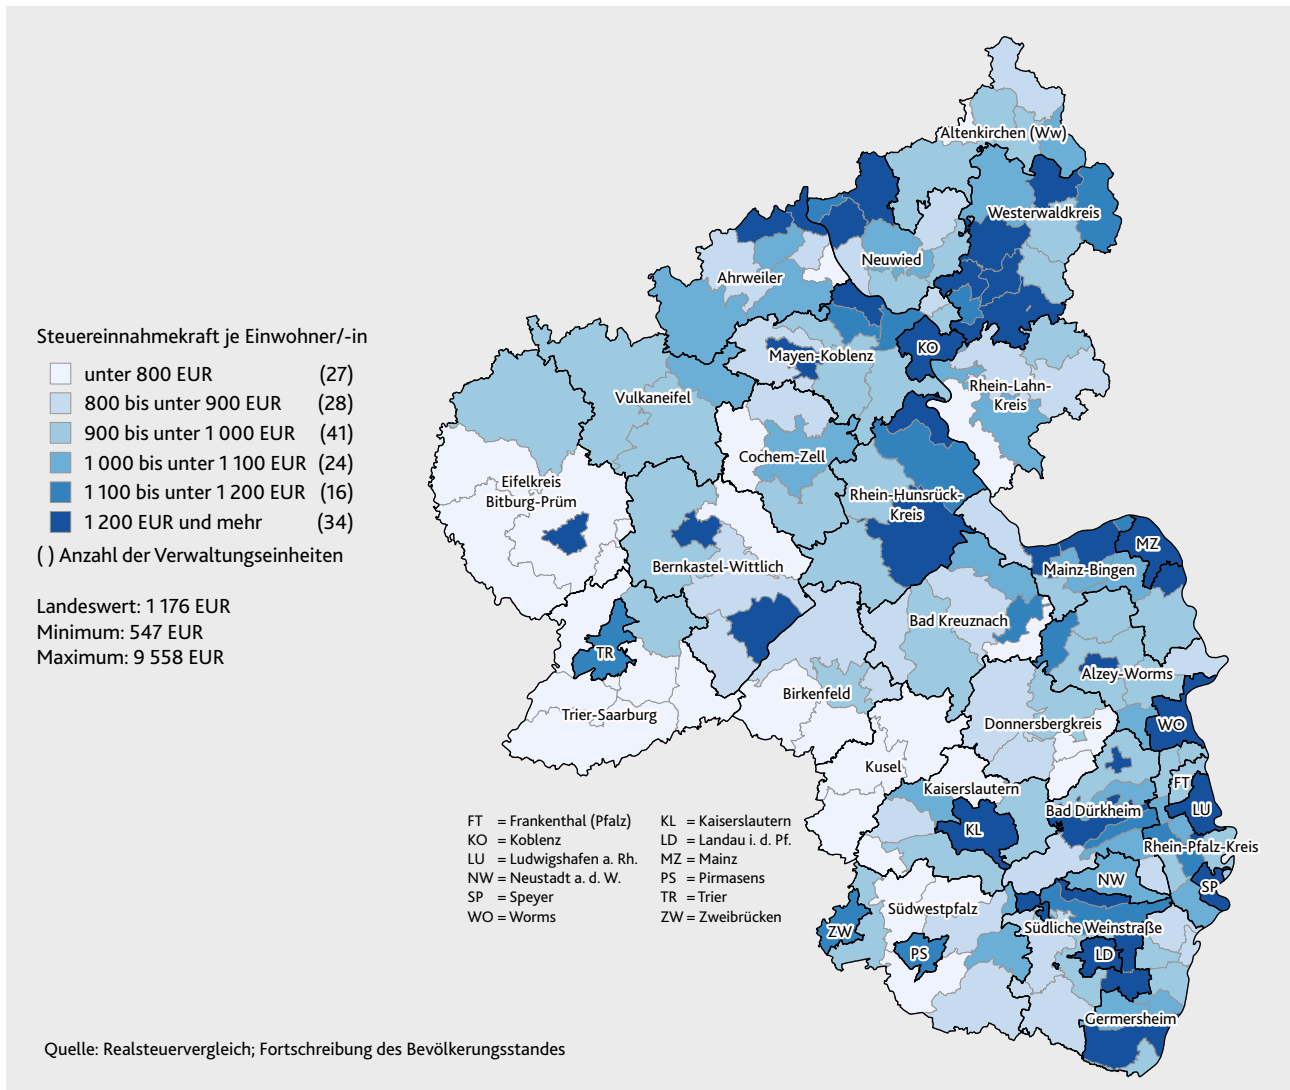 Steuereinnahmekraft je Einwohner/-in
unter 800 EUR (27)
800 bis unter 900 EUR (28)
900 bis unter 1 000 EUR (41)
1 000 bis unter 1 100 EUR (24)
1 100 bis unter 1 200 EUR (16)
1 200 EUR und mehr (34)
( ) Anzahl der Verwaltungseinheiten
Landeswert: 1 176 EUR
Minimum: 547 EUR
Maximum: 9 558 EUR
Altenkirchen (Ww)
Westerwaldkreis
Neuwied
Ahrweiler
KO
Mayen-Koblenz
Rhein-Lahn-
Kreis
Vulkaneifel
Cochem-Zell
Eifelkreis
Bitburg-Prüm
Rhein-Hunsrück-
Kreis
MZ
Mainz-Bingen
Bernkastel-Wittlich
Bad Kreuznach
TR
Alzey-Worms
Birkenfeld
Trier-Saarburg
Donnersbergkreis
WO
Kusel
FT
Kaiserslautern
LU
Bad Dürkheim
KL
Rhein-Pfalz-Kreis
NW
SP
Südwestpfalz
Südliche Weinstraße
ZW
PS
LD
Germersheim
FT = Frankenthal (Pfalz)
KO = Koblenz
LU = Ludwigshafen a. Rh.
NW = Neustadt a. d. W.
SP = Speyer
WO = Worms
KL = Kaiserslautern
LD = Landau i. d. Pf.
MZ = Mainz
PS = Pirmasens
TR = Trier
ZW = Zweibrücken
Quelle: Realsteuervergleich; Fortschreibung des Bevölkerungsstandes